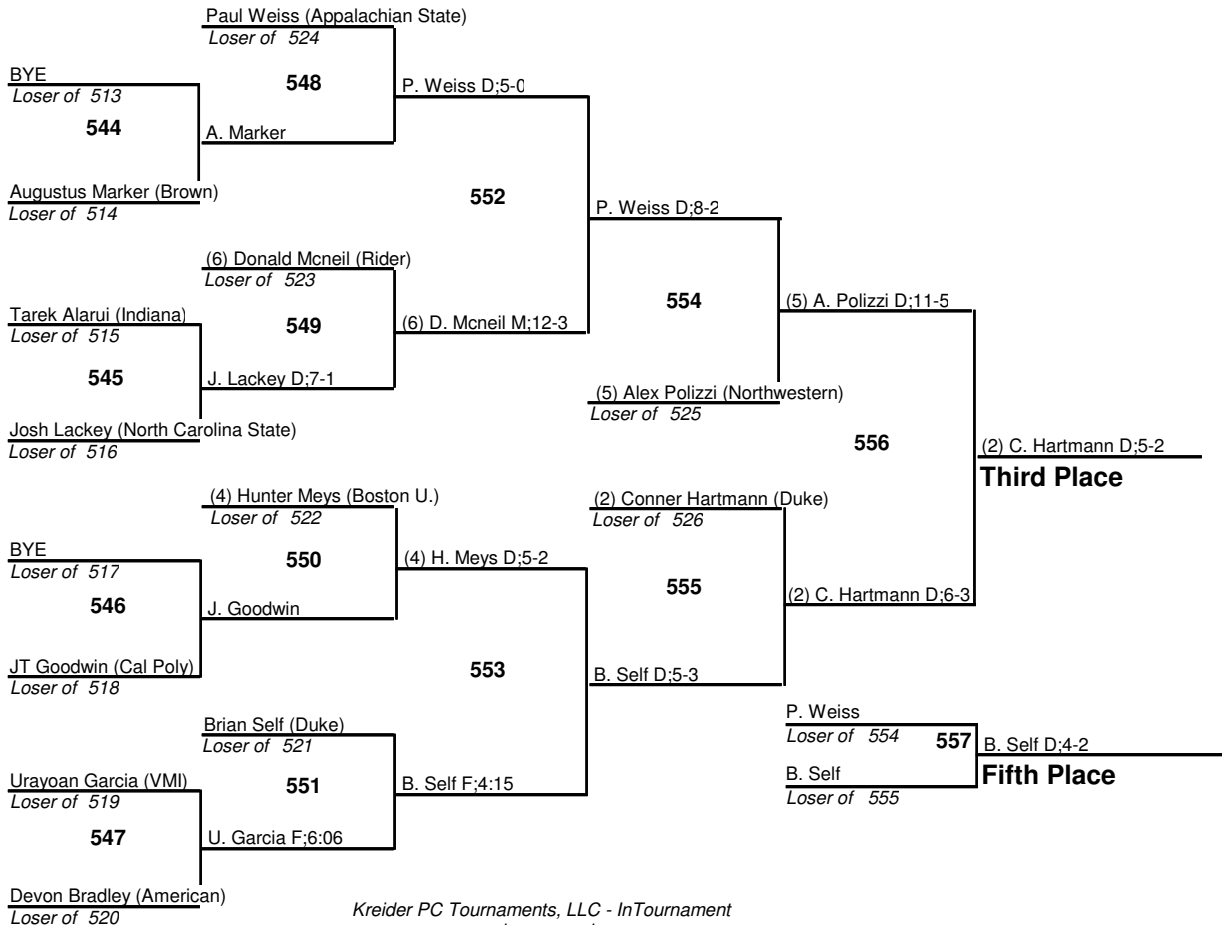 Paul Weiss (Appalachian State)
Loser of 524
BYE
Loser of 513
548
P. Weiss D;5-0
544
A. Marker
Augustus Marker (Brown)
Loser of 514
552
P. Weiss D;8-2
(6) Donald Mcneil (Rider)
Loser of 523
Tarek Alarui (Indiana)
Loser of 515
549
(6) D. Mcneil M;12-3
554
(5) A. Polizzi D;11-5
545
J. Lackey D;7-1
(5) Alex Polizzi (Northwestern)
Loser of 525
Josh Lackey (North Carolina State)
Loser of 516
556
(2) C. Hartmann D;5-2
Third Place
(4) Hunter Meys (Boston U.)
Loser of 522
(2) Conner Hartmann (Duke)
Loser of 526
BYE
Loser of 517
550
(4) H. Meys D;5-2
555
(2) C. Hartmann D;6-3
546
J. Goodwin
JT Goodwin (Cal Poly)
Loser of 518
553
B. Self D;5-3
Brian Self (Duke)
Loser of 521
P. Weiss
Loser of 554
557
B. Self D;4-2
Fifth Place
B. Self
Loser of 555
Urayoan Garcia (VMI)
Loser of 519
551
B. Self F;4:15
547
U. Garcia F;6:06
Devon Bradley (American)
Loser of 520
Kreider PC Tournaments, LLC - InTournament